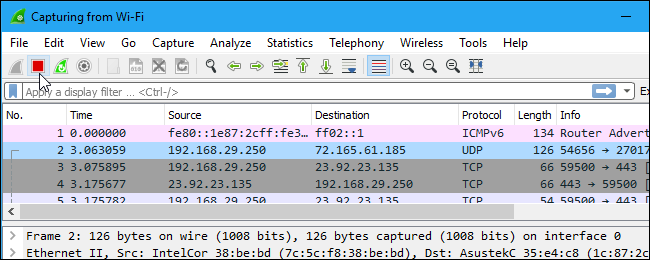 Capturing from Wi-Fi
File Edit View Go Capture Analyze Statistics Telephony Wireless Tools Help
Apply a display filter ... <Ctrl-/>
No. Time Source Destination Protocol Length Info
1 0.000000 fe80::1e87:2cff:fe3… ff02::1 ICMPv6 134 Router Advert
2 3.063059 192.168.29.250 72.165.61.185 UDP 126 54656 → 27017
3 3.075895 192.168.29.250 23.92.23.135 TCP 66 59500 → 443 [
4 3.175677 23.92.23.135 192.168.29.250 TCP 66 443 → 59500 [
5 3.175782 192.168.29.250 23.92.23.135 TCP 54 59500 → 443 [
Frame 2: 126 bytes on wire (1008 bits), 126 bytes captured (1008 bits) on interface 0
Ethernet II, Src: IntelCor_38:be:bd (7c:5c:f8:38:be:bd), Dst: AsustekC_35:e4:c8 (1c:87:2c